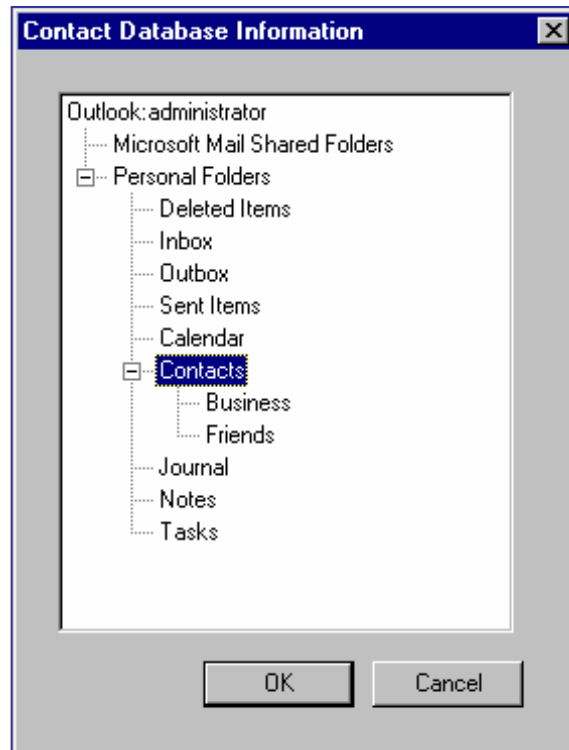 Contact Database Information
Outlook:administrator
Microsoft Mail Shared Folders
Personal Folders
Deleted Items
Inbox
Outbox
Sent Items
Calendar
Contacts
Business
Friends
Journal
Notes
Tasks
OK Cancel